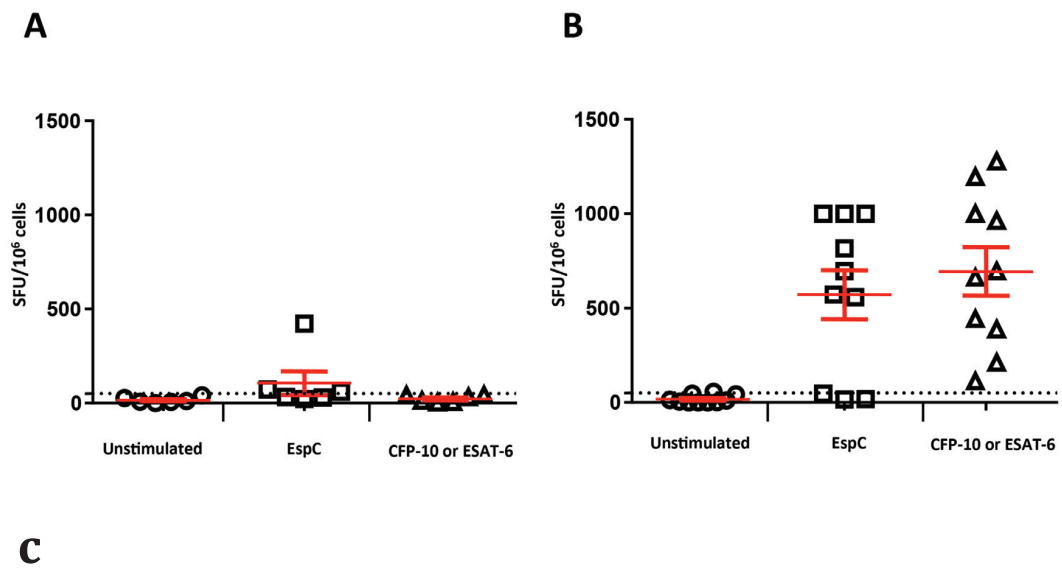 A
B
1500
1000
500
0
SFU/10⁶ cells
Unstimulated
EspC
CFP-10 or ESAT-6
1500
1000
500
0
SFU/10⁶ cells
Unstimulated
EspC
CFP-10 or ESAT-6
C